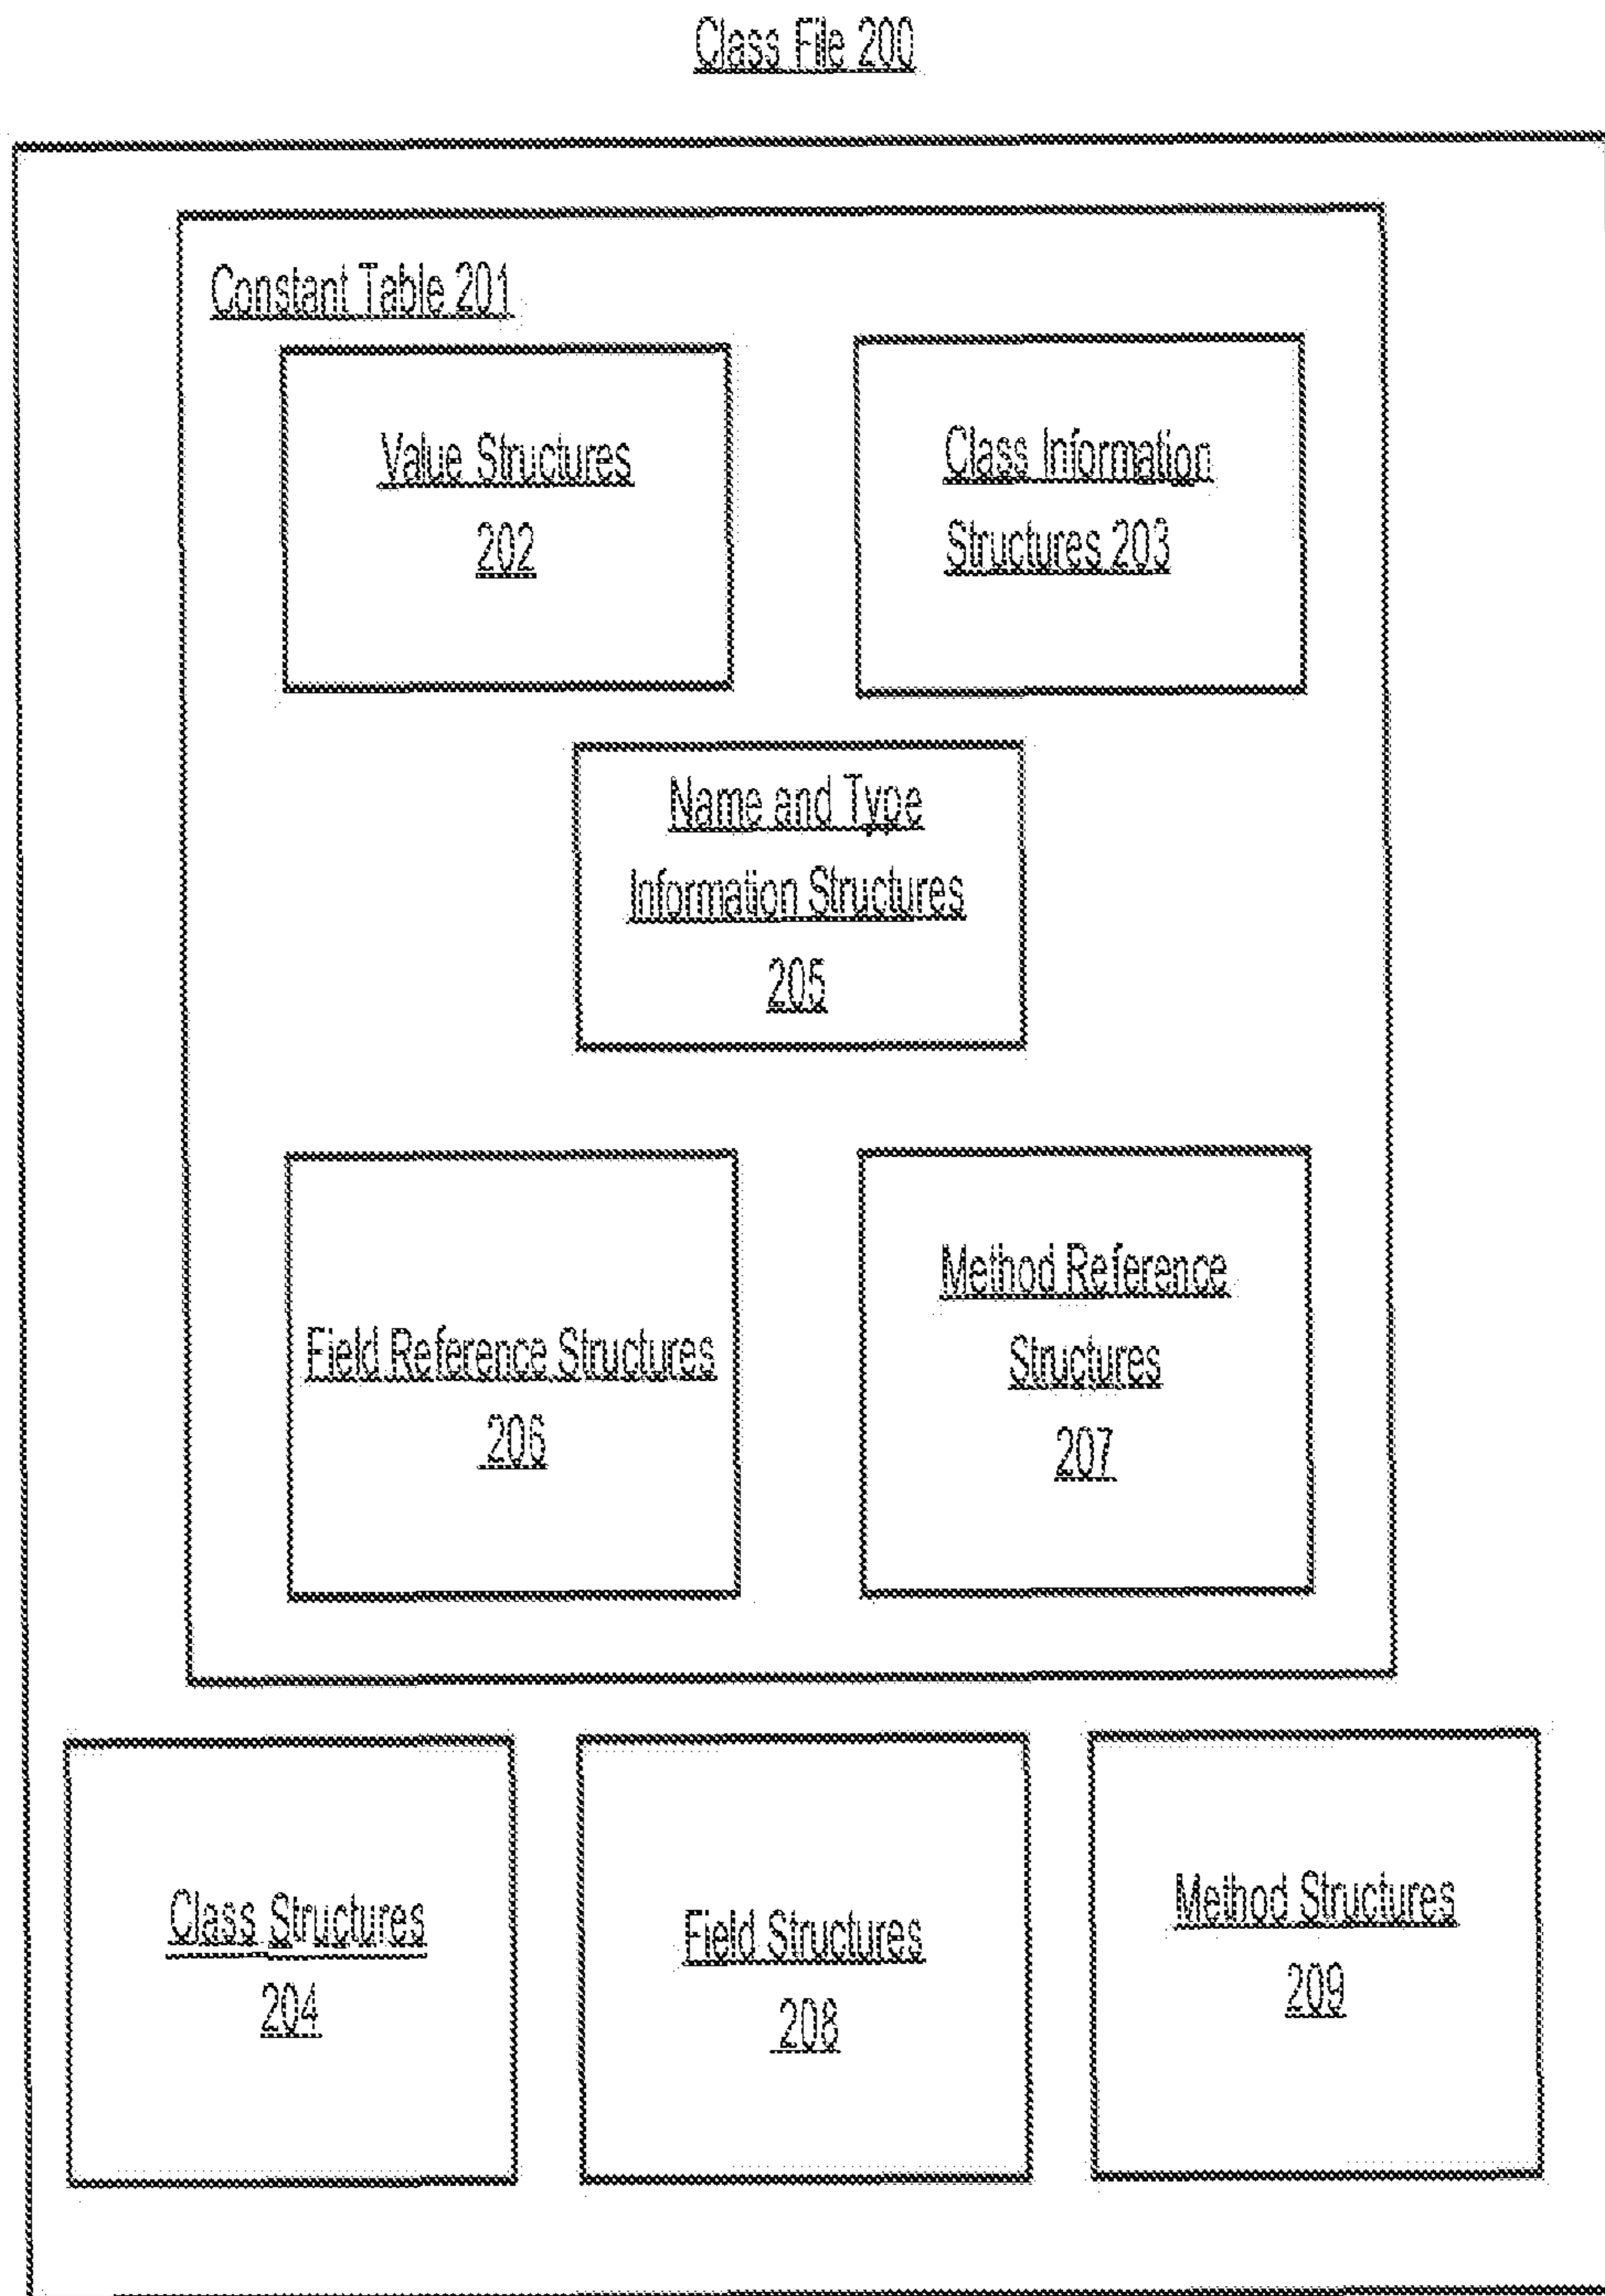 Class File 200
Constant Table 201
Value Structures
202
Class Information
Structures 203
Name and Type
Information Structures
205
Field Reference Structures
206
Method Reference
Structures
207
Class Structures
204
Field Structures
208
Method Structures
209